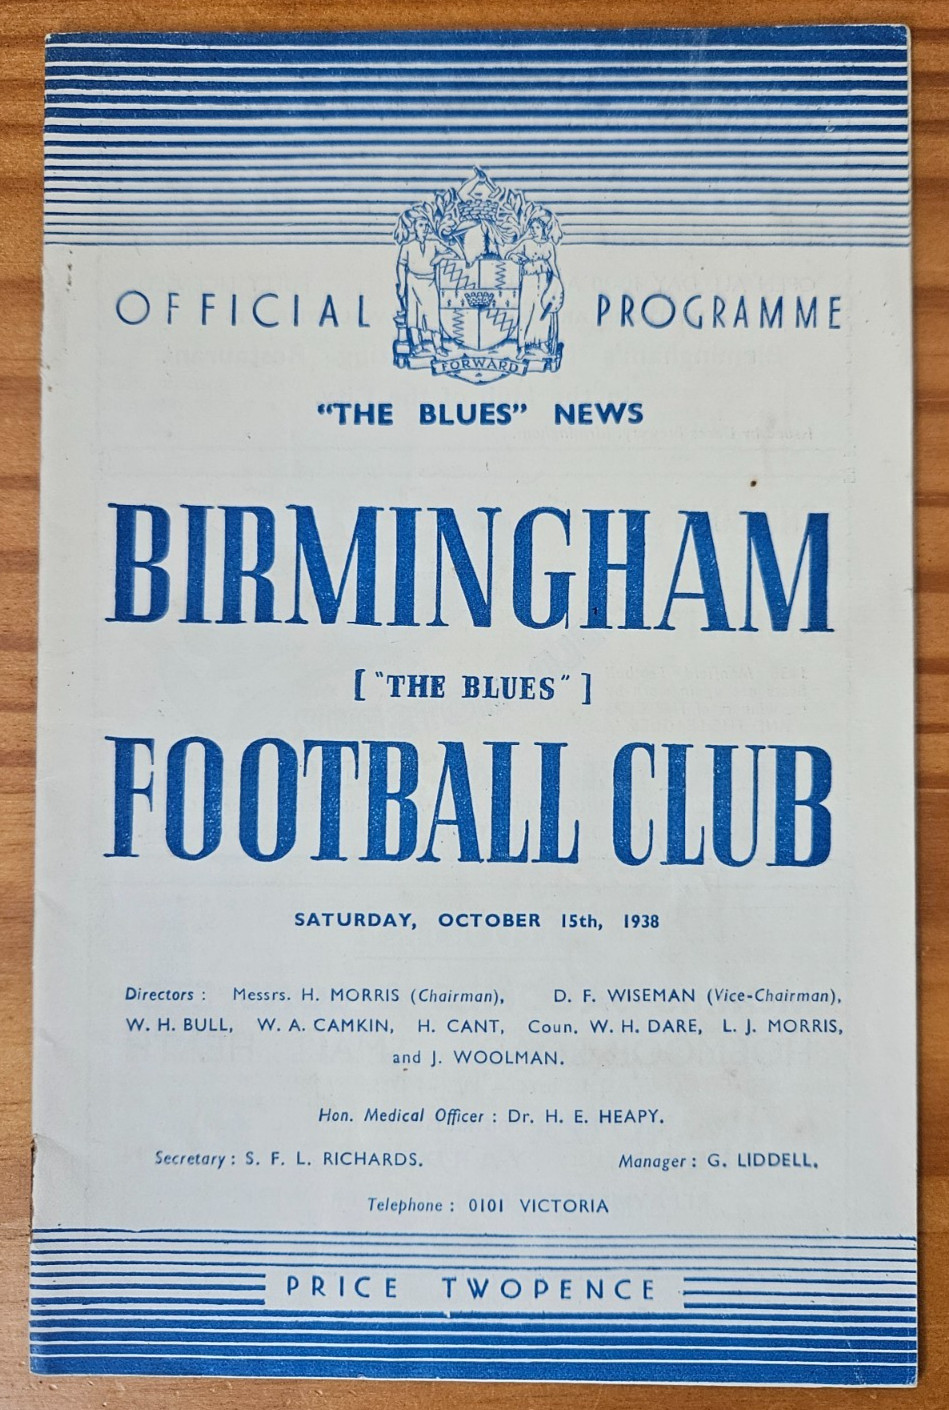 OFFICIAL PROGRAMME
FORWARD
“THE BLUES” NEWS
BIRMINGHAM
["THE BLUES"]
FOOTBALL CLUB
SATURDAY, OCTOBER 15th, 1938
Directors : Messrs. H. MORRIS (Chairman), D. F. WISEMAN (Vice-Chairman),
W. H. BULL, W. A. CAMKIN, H. CANT, Coun. W. H. DARE, L. J. MORRIS,
and J. WOOLMAN.
Hon. Medical Officer : Dr. H. E. HEAPY.
Secretary : S. F. L. RICHARDS. Manager : G. LIDDELL.
Telephone : 0101 VICTORIA
PRICE TWOPENCE